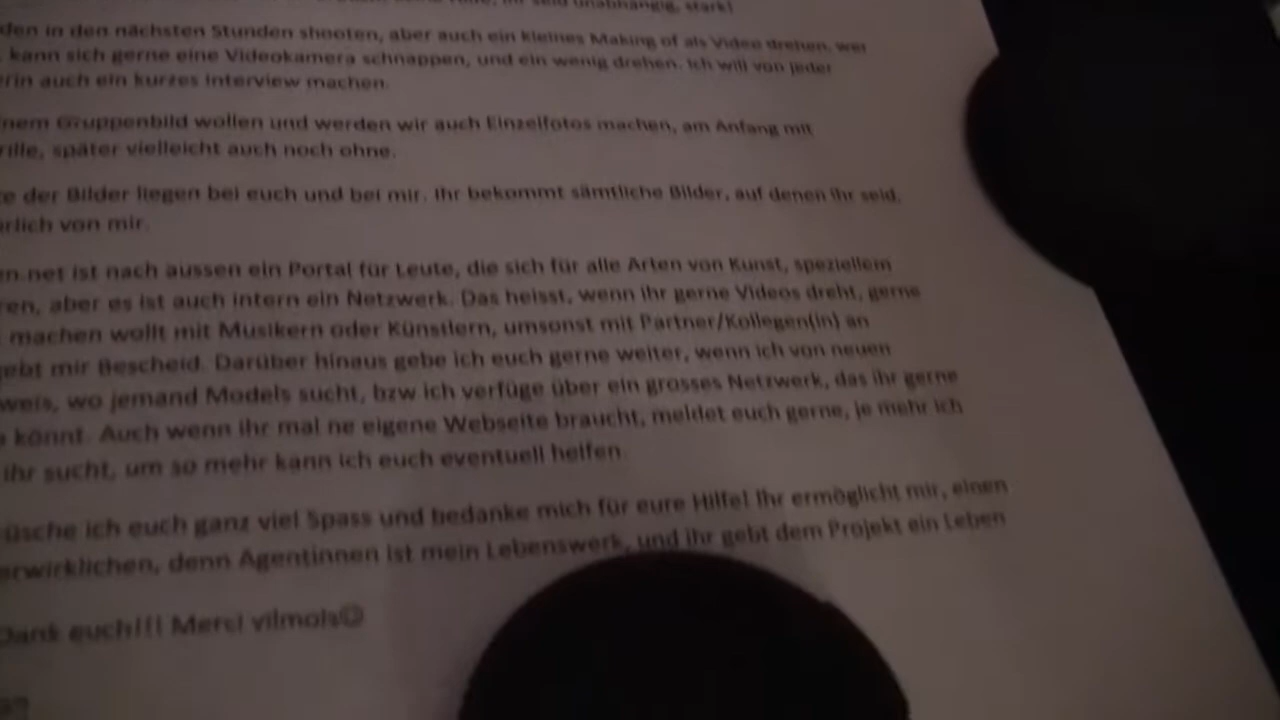 ihr seid unabhängig, stark!
den in den nächsten Stunden shooten, aber auch ein kleines Making of als Video drehen, wer
kann sich gerne eine Videokamera schnappen, und ein wenig drehen. Ich will von jeder
rin auch ein kurzes Interview machen.
nem Gruppenbild wollen und werden wir auch Einzelfotos machen, am Anfang mit
rille, später vielleicht auch noch ohne.
e der Bilder liegen bei euch und bei mir. Ihr bekommt sämtliche Bilder, auf denen ihr seid,
rlich von mir.
en.net ist nach aussen ein Portal für Leute, die sich für alle Arten von Kunst, speziellem
ren, aber es ist auch intern ein Netzwerk. Das heisst, wenn ihr gerne Videos dreht, gerne
machen wollt mit Musikern oder Künstlern, umsonst mit Partner/Kollegen(in) an
ebt mir Bescheid. Darüber hinaus gebe ich euch gerne weiter, wenn ich von neuen
weis, wo jemand Models sucht, bzw ich verfüge über ein grosses Netzwerk, das ihr gerne
könnt. Auch wenn ihr mal ne eigene Webseite braucht, meldet euch gerne, je mehr ich
ihr sucht, um so mehr kann ich euch eventuell helfen.
üsche ich euch ganz viel Spass und bedanke mich für eure Hilfe! Ihr ermöglicht mir, einen
erwirklichen, denn Agentinnen ist mein Lebenswerk, und ihr gebt dem Projekt ein Leben
Dank euch!!! Merci vilmols☺